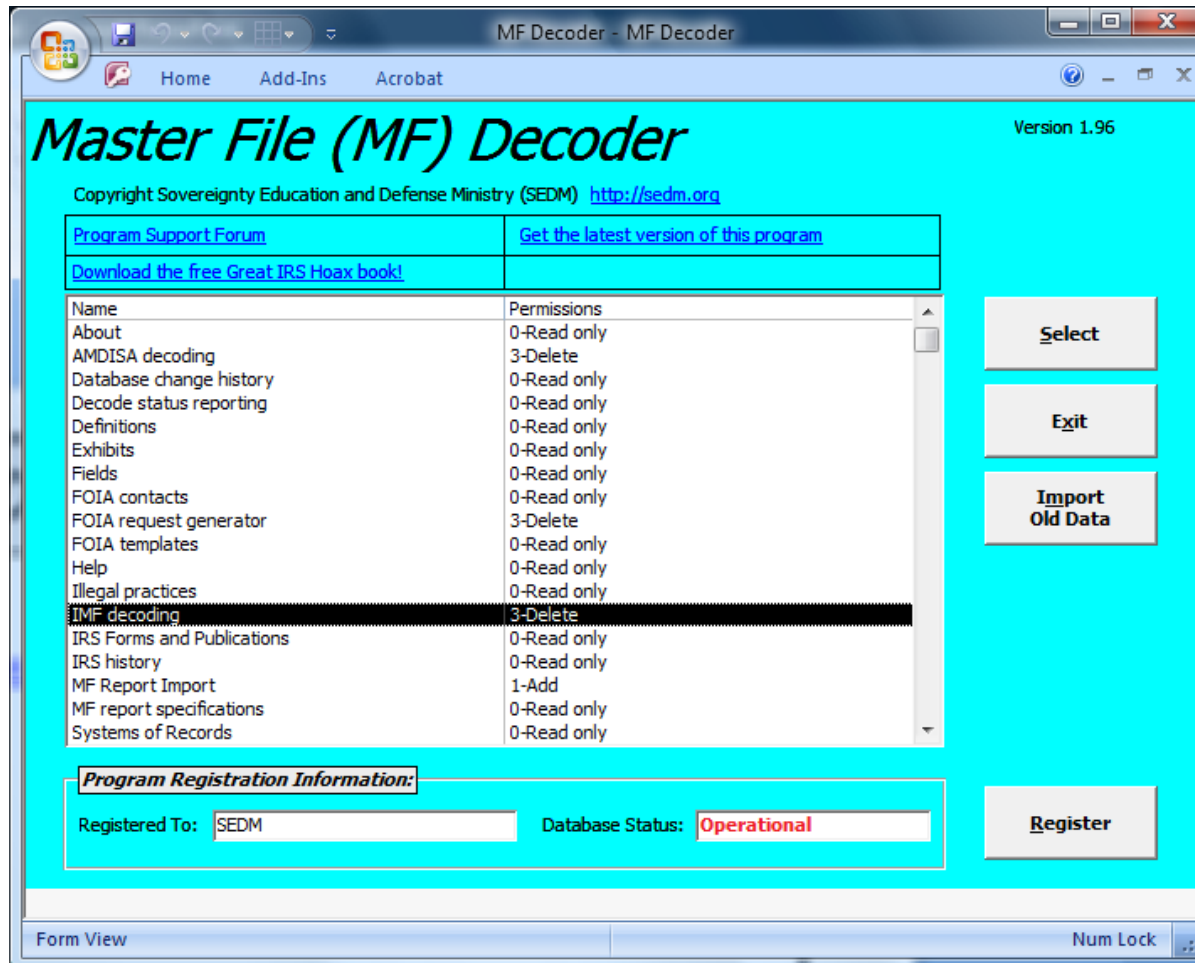 MF Decoder - MF Decoder
Home Add-Ins Acrobat
Master File (MF) Decoder
Version 1.96
Copyright Sovereignty Education and Defense Ministry (SEDM) http://sedm.org
Program Support Forum Get the latest version of this program
Download the free Great IRS Hoax book!
Name Permissions
About 0-Read only
AMDISA decoding 3-Delete
Database change history 0-Read only
Decode status reporting 0-Read only
Definitions 0-Read only
Exhibits 0-Read only
Fields 0-Read only
FOIA contacts 0-Read only
FOIA request generator 3-Delete
FOIA templates 0-Read only
Help 0-Read only
Illegal practices 0-Read only
IMF decoding 3-Delete
IRS Forms and Publications 0-Read only
IRS history 0-Read only
MF Report Import 1-Add
MF report specifications 0-Read only
Systems of Records 0-Read only
Select
Exit
Import
Old Data
Program Registration Information:
Registered To: SEDM Database Status: Operational
Register
Form View Num Lock